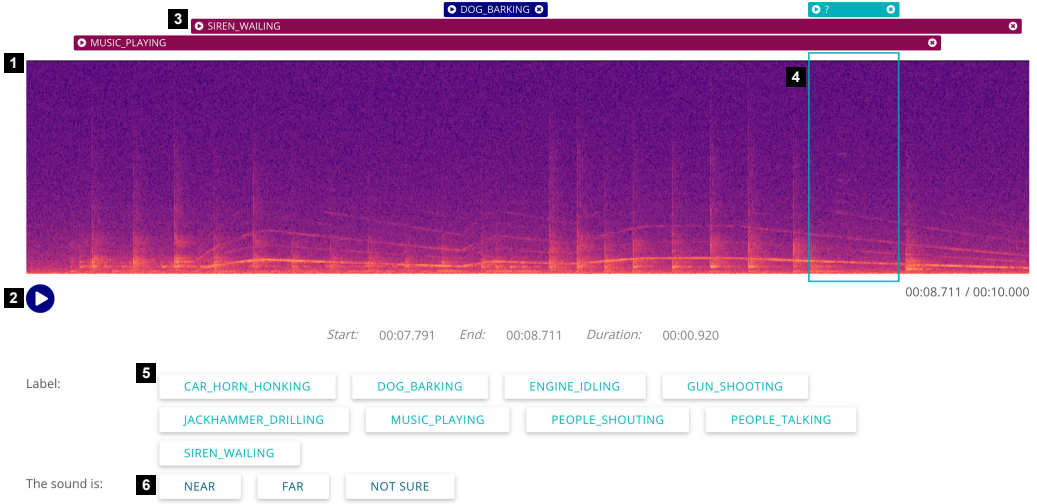 DOG_BARKING ?
3 SIREN_WAILING
MUSIC_PLAYING
1
4
2
00:08.711 / 00:10.000
Start: 00:07.791 End: 00:08.711 Duration: 00:00.920
Label: 5 CAR_HORN_HONKING DOG_BARKING ENGINE_IDLING GUN_SHOOTING
JACKHAMMER_DRILLING MUSIC_PLAYING PEOPLE_SHOUTING PEOPLE_TALKING
SIREN_WAILING
The sound is: 6 NEAR FAR NOT SURE